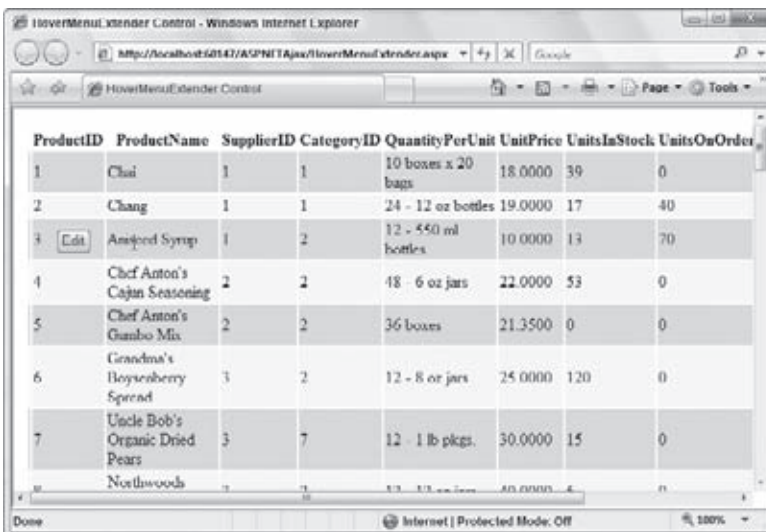 HoverMenuExtender Control - Windows Internet Explorer
http://localhost:60147/ASPNETAjax/HoverMenuExtender.aspx Google
HoverMenuExtender Control Page Tools
ProductID ProductName SupplierID CategoryID QuantityPerUnit UnitPrice UnitsInStock UnitsOnOrder
1 Chai 1 1 10 boxes x 20 bags 18.0000 39 0
2 Chang 1 1 24 - 12 oz bottles 19.0000 17 40
3 Edit Aniseed Syrup 1 2 12 - 550 ml bottles 10.0000 13 70
4 Chef Anton's Cajun Seasoning 2 2 48 - 6 oz jars 22.0000 53 0
5 Chef Anton's Gumbo Mix 2 2 36 boxes 21.3500 0 0
6 Grandma's Boysenberry Spread 3 2 12 - 8 oz jars 25.0000 120 0
7 Uncle Bob's Organic Dried Pears 3 7 12 - 1 lb pkgs. 30.0000 15 0
Northwoods
Done Internet | Protected Mode: Off 100%